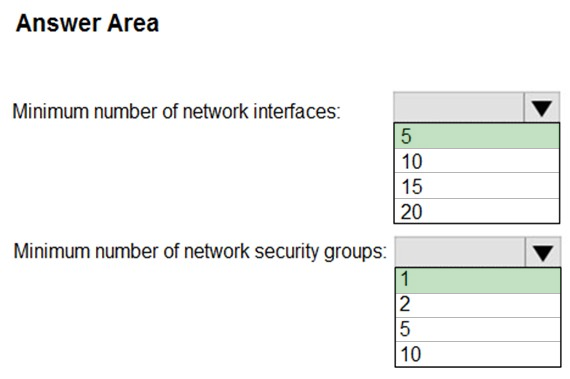 Answer Area
Minimum number of network interfaces:
5
10
15
20
Minimum number of network security groups:
1
2
5
10